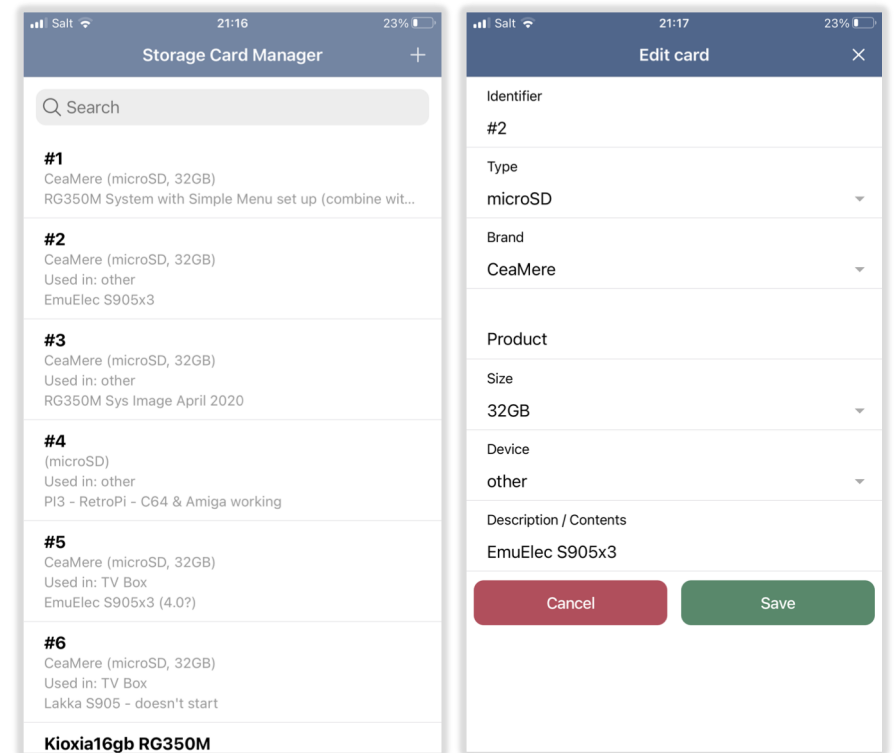 Salt 21:16 23%
Storage Card Manager +
Search
#1
CeaMere (microSD, 32GB)
RG350M System with Simple Menu set up (combine wit...
#2
CeaMere (microSD, 32GB)
Used in: other
EmuElec S905x3
#3
CeaMere (microSD, 32GB)
Used in: other
RG350M Sys Image April 2020
#4
(microSD)
Used in: other
PI3 - RetroPi - C64 & Amiga working
#5
CeaMere (microSD, 32GB)
Used in: TV Box
EmuElec S905x3 (4.0?)
#6
CeaMere (microSD, 32GB)
Used in: TV Box
Lakka S905 - doesn't start
Kioxia16gb RG350M
Salt 21:17 23%
Edit card
Identifier
#2
Type
microSD
Brand
CeaMere
Product
Size
32GB
Device
other
Description / Contents
EmuElec S905x3
Cancel Save